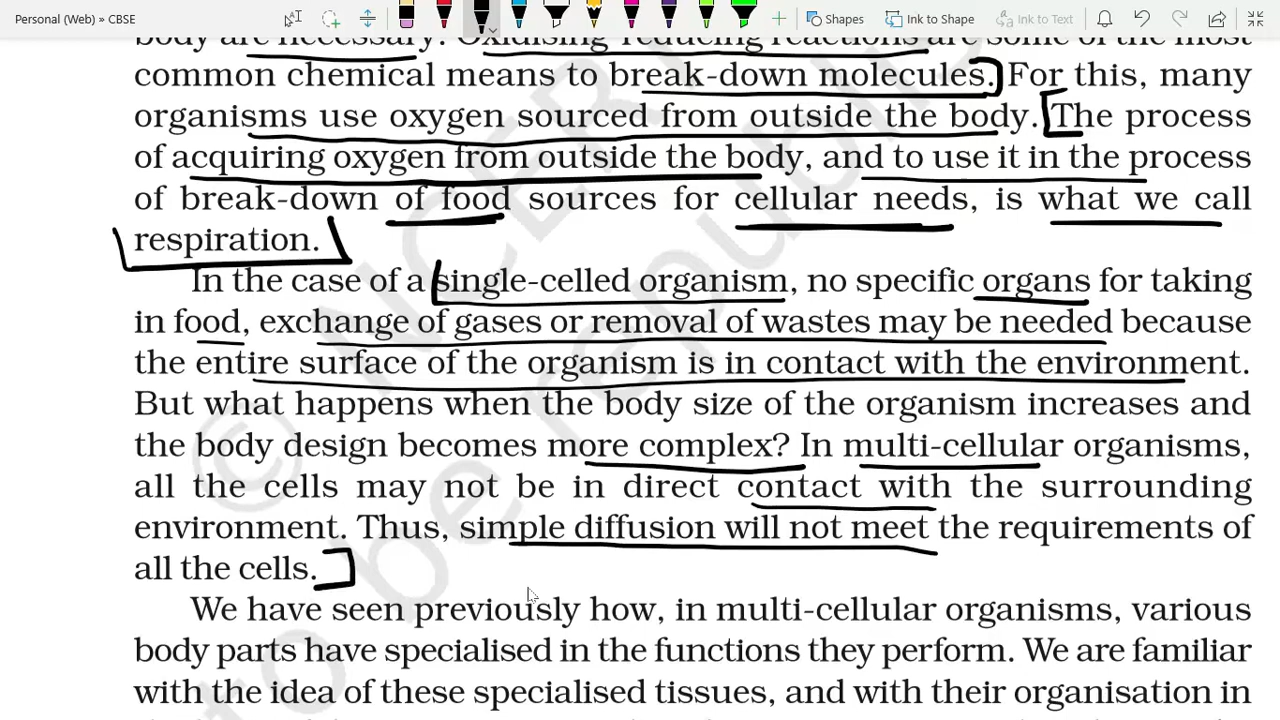 Personal (Web) » CBSE
Shapes
Ink to Shape
Ink to Text
body are necessary. Oxidising-reducing reactions are some of the most
common chemical means to break-down molecules. For this, many
organisms use oxygen sourced from outside the body. The process
of acquiring oxygen from outside the body, and to use it in the process
of break-down of food sources for cellular needs, is what we call
respiration.
In the case of a single-celled organism, no specific organs for taking
in food, exchange of gases or removal of wastes may be needed because
the entire surface of the organism is in contact with the environment.
But what happens when the body size of the organism increases and
the body design becomes more complex? In multi-cellular organisms,
all the cells may not be in direct contact with the surrounding
environment. Thus, simple diffusion will not meet the requirements of
all the cells.
We have seen previously how, in multi-cellular organisms, various
body parts have specialised in the functions they perform. We are familiar
with the idea of these specialised tissues, and with their organisation in
© NCER
to be republi